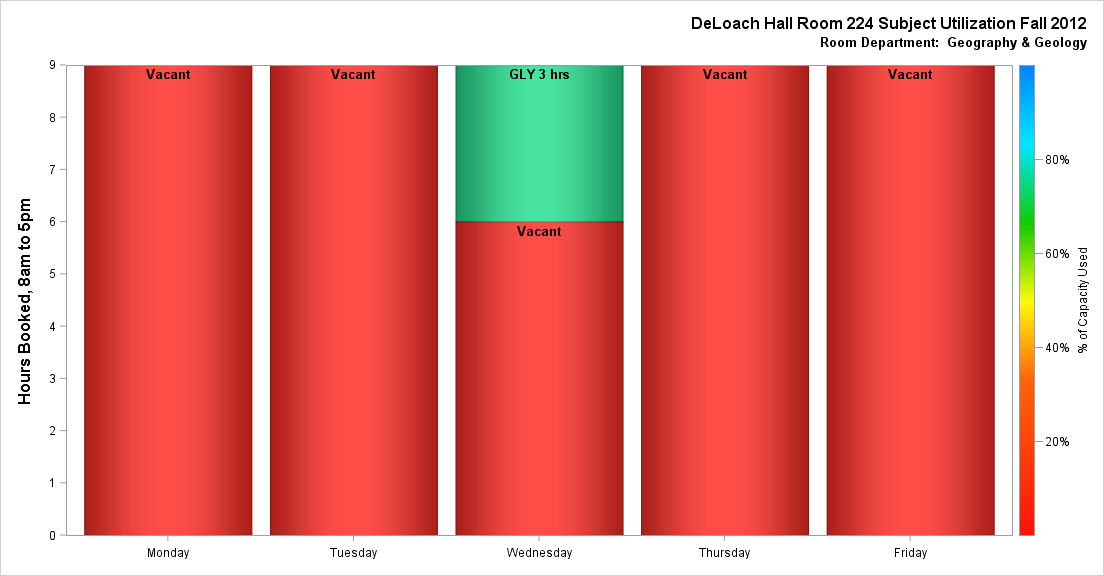 DeLoach Hall Room 224 Subject Utilization Fall 2012
Room Department:  Geography & Geology
Hours Booked, 8am to 5pm
9
8
7
6
5
4
3
2
1
0
Vacant
Vacant
GLY 3 hrs
Vacant
Vacant
Vacant
Monday
Tuesday
Wednesday
Thursday
Friday
80%
60%
40%
20%
% of Capacity Used